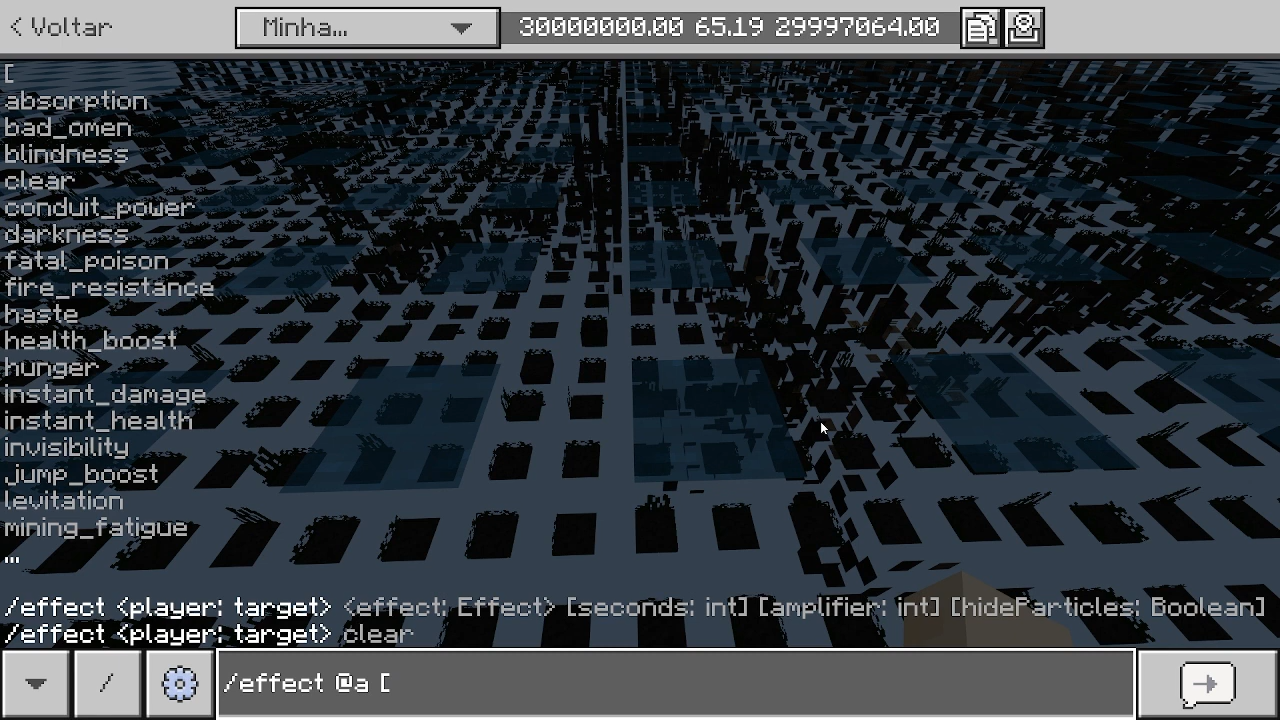 < Voltar
Minha...
30000000.00 65.19 29997064.00
[
absorption
bad_omen
blindness
clear
conduit_power
darkness
fatal_poison
fire_resistance
haste
health_boost
hunger
instant_damage
instant_health
invisibility
jump_boost
levitation
mining_fatigue
...
/effect <player: target> <effect: Effect> [seconds: int] [amplifier: int] [hideParticles: Boolean]
/effect <player: target> clear
/
/effect @a [